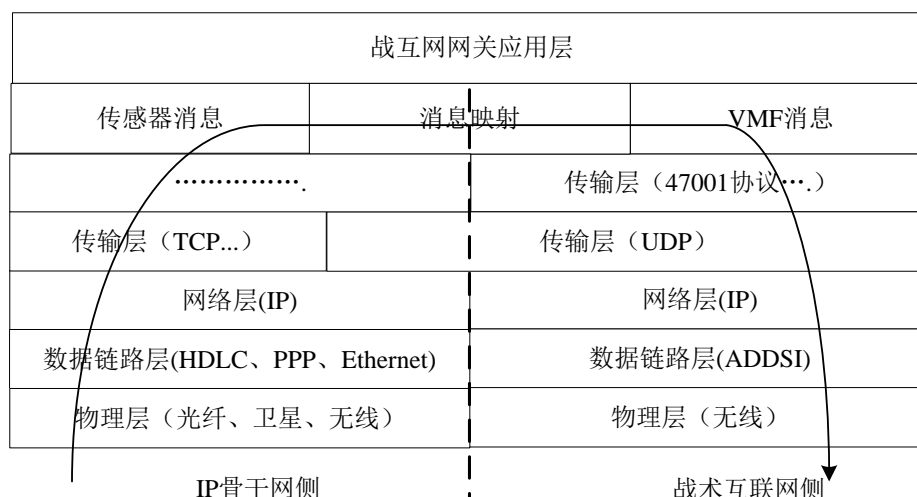 战互网网关应用层
传感器消息 消息映射 VMF消息
…………….
传输层（47001协议….）
传输层（TCP...） 传输层（UDP）
网络层(IP) 网络层(IP)
数据链路层(HDLC、PPP、Ethernet) 数据链路层(ADDSI)
物理层（光纤、卫星、无线） 物理层（无线）
IP骨干网侧 战术互联网侧